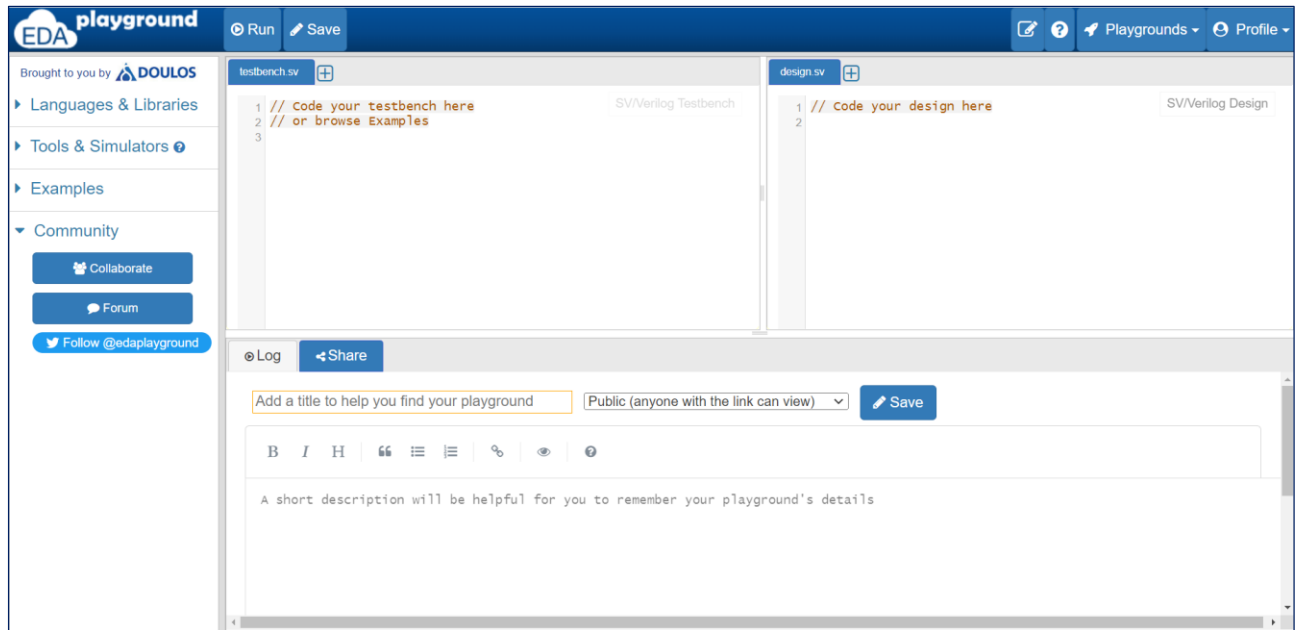 EDA playground
Run Save Playgrounds Profile
Brought to you by DOULOS
Languages & Libraries
Tools & Simulators
Examples
Community
Collaborate
Forum
Follow @edaplayground
testbench.sv
SV/Verilog Testbench
1 // Code your testbench here
2 // or browse Examples
3
design.sv
SV/Verilog Design
1 // Code your design here
2
Log Share
Add a title to help you find your playground Public (anyone with the link can view) Save
B I H
A short description will be helpful for you to remember your playground's details